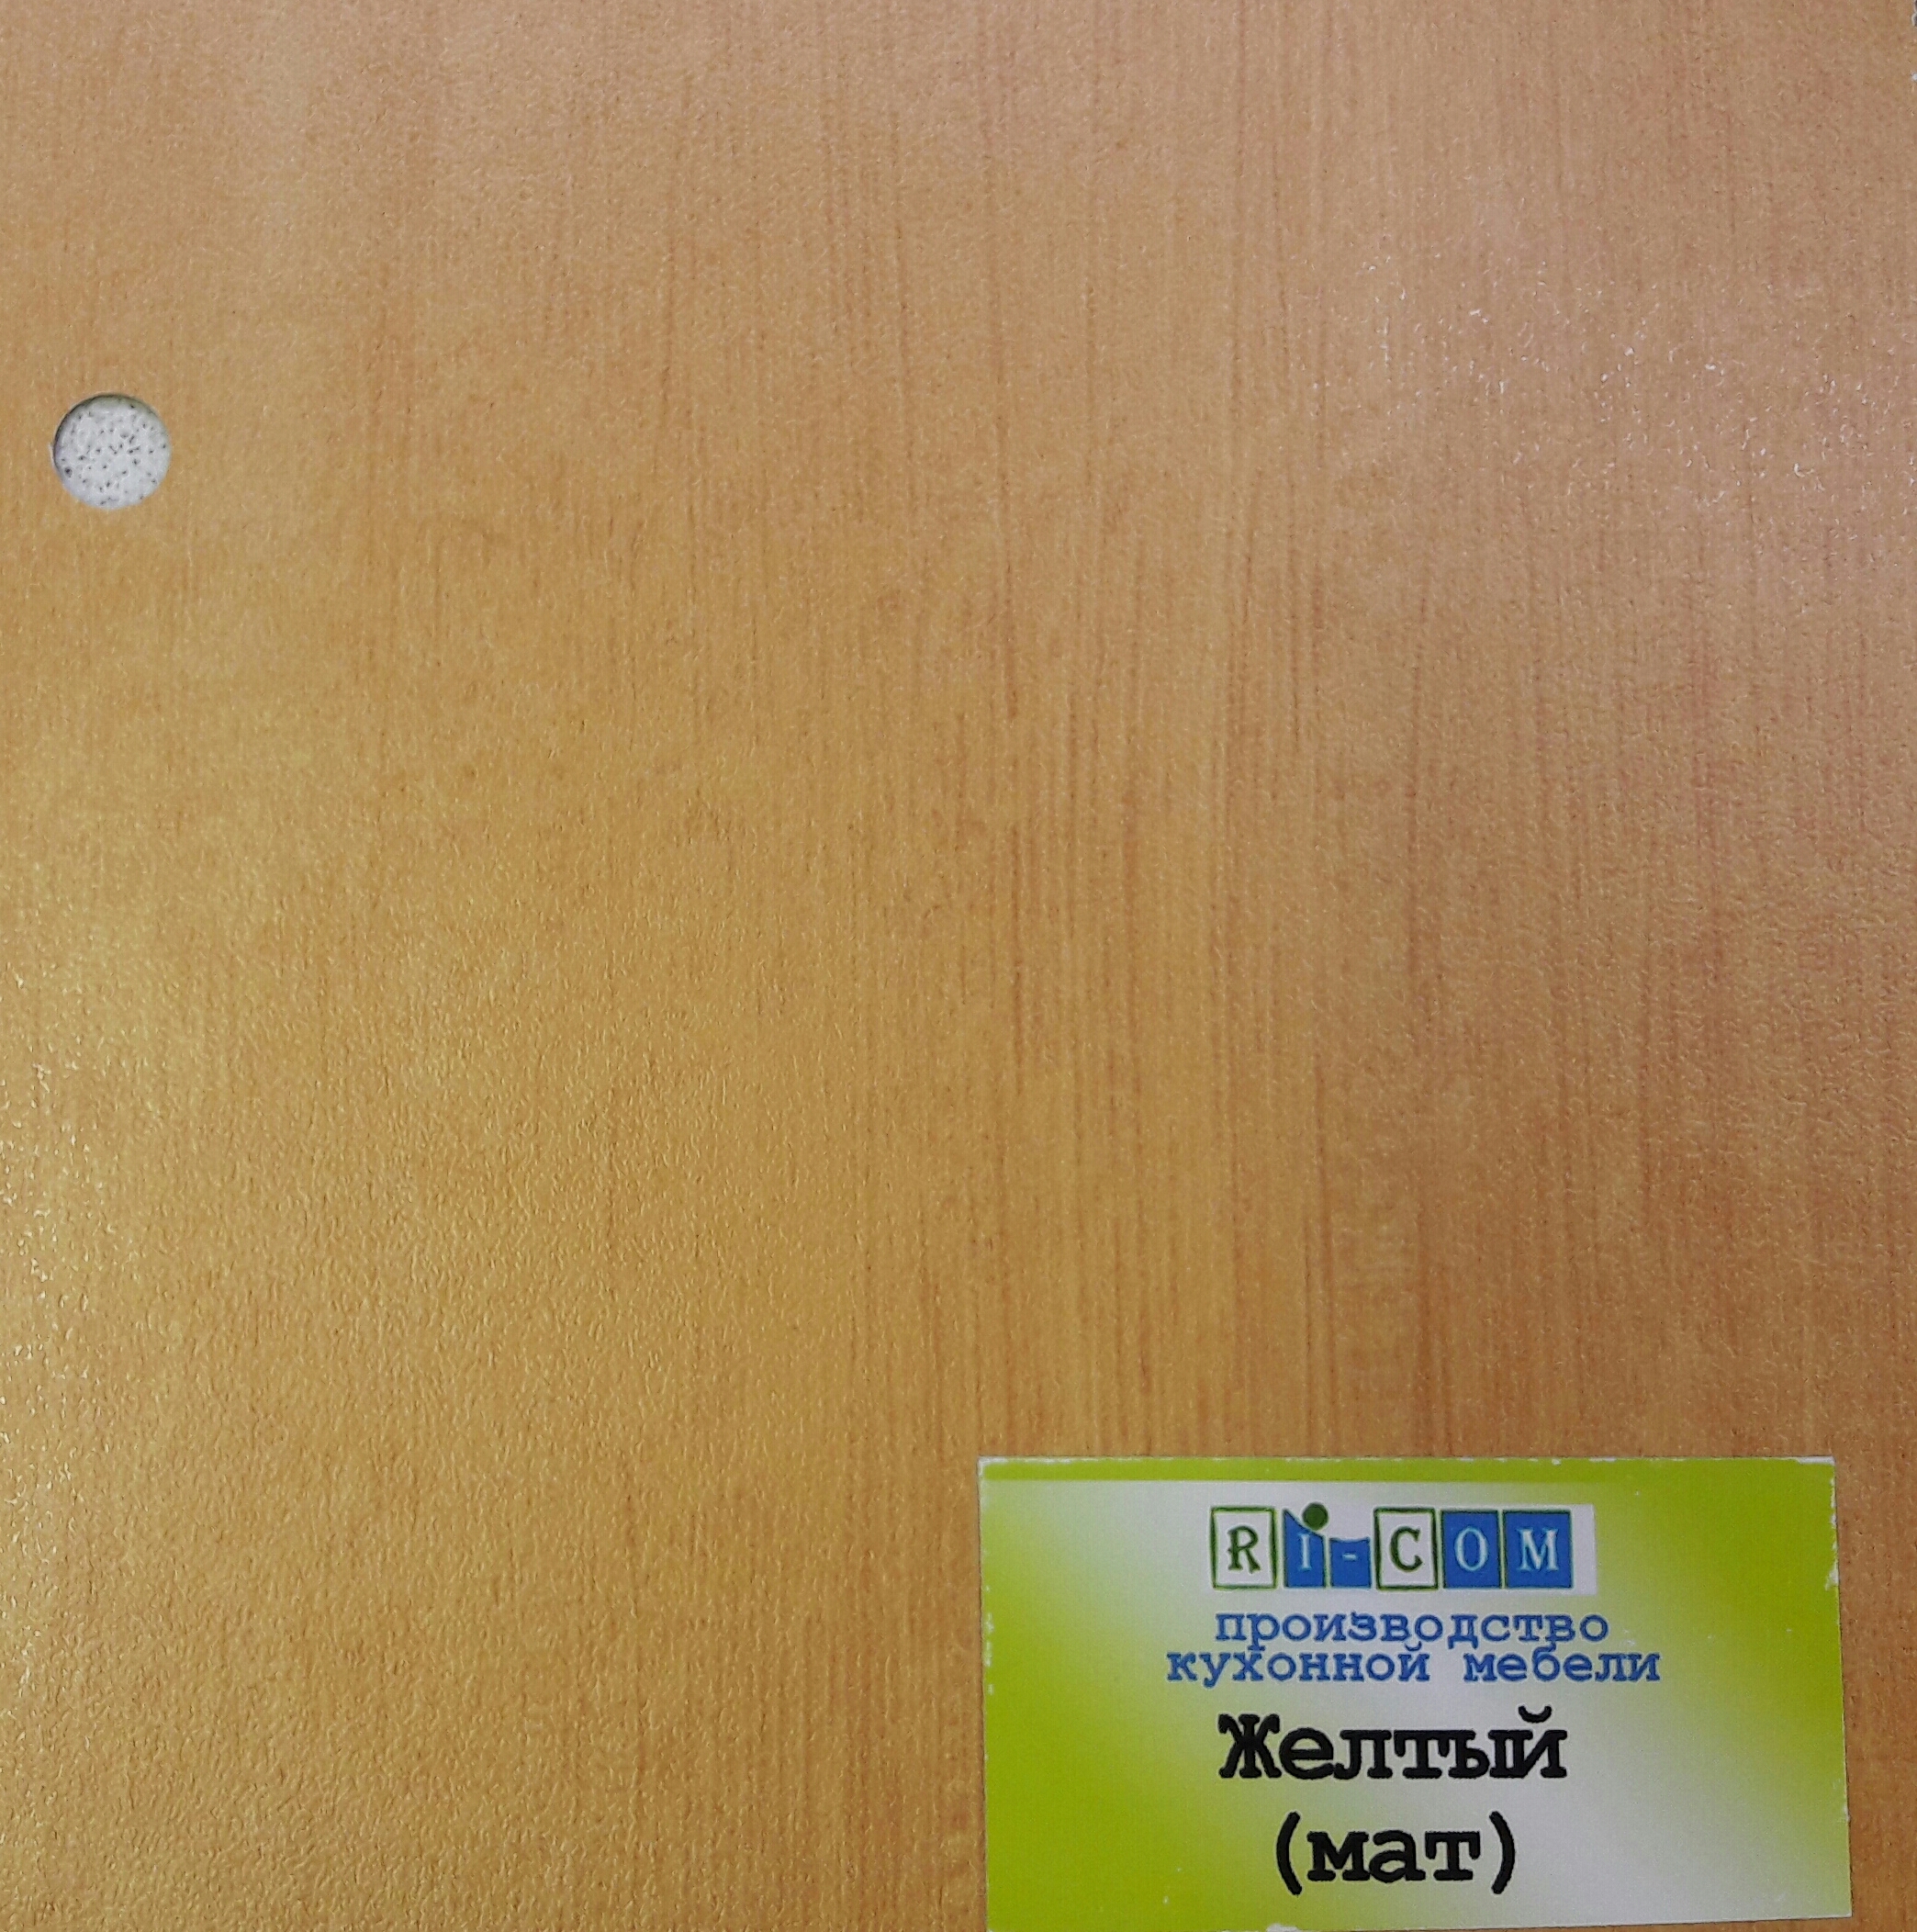 RI-COM
производство
кухонной мебели
Желтый
(мат)